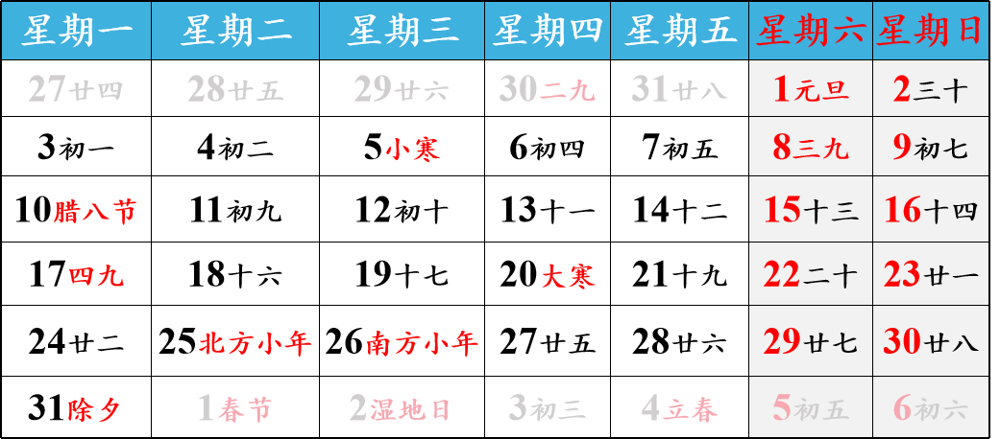 星期一 星期二 星期三 星期四 星期五 星期六 星期日
27廿四 28廿五 29廿六 30二九 31廿八 1元旦 2三十
3初一 4初二 5小寒 6初四 7初五 8三九 9初七
10腊八节 11初九 12初十 13十一 14十二 15十三 16十四
17四九 18十六 19十七 20大寒 21十九 22二十 23廿一
24廿二 25北方小年 26南方小年 27廿五 28廿六 29廿七 30廿八
31除夕 1春节 2湿地日 3初三 4立春 5初五 6初六